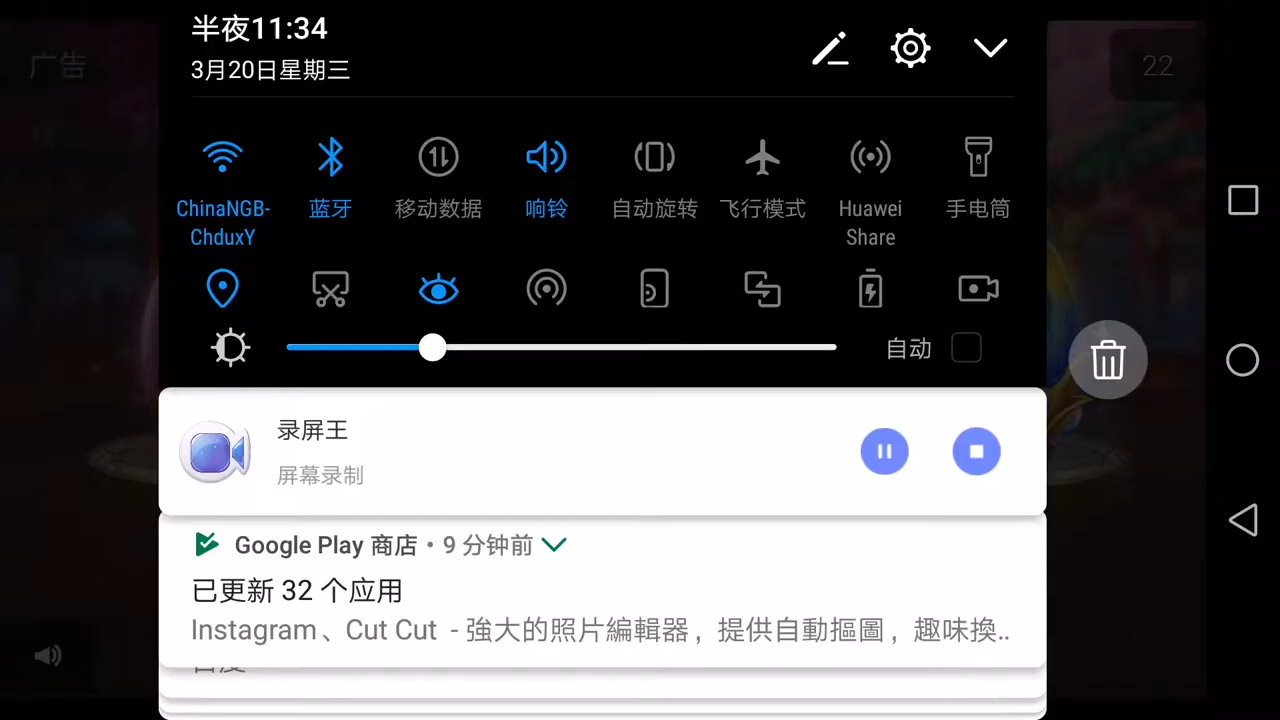 半夜11:34
3月20日星期三
广告
22
ChinaNGB-
ChduxY
蓝牙
移动数据
响铃
自动旋转
飞行模式
Huawei
Share
手电筒
自动
录屏王
屏幕录制
Google Play 商店 • 9 分钟前
已更新 32 个应用
Instagram、Cut Cut - 強大的照片編輯器，提供自動摳圖，趣味換..